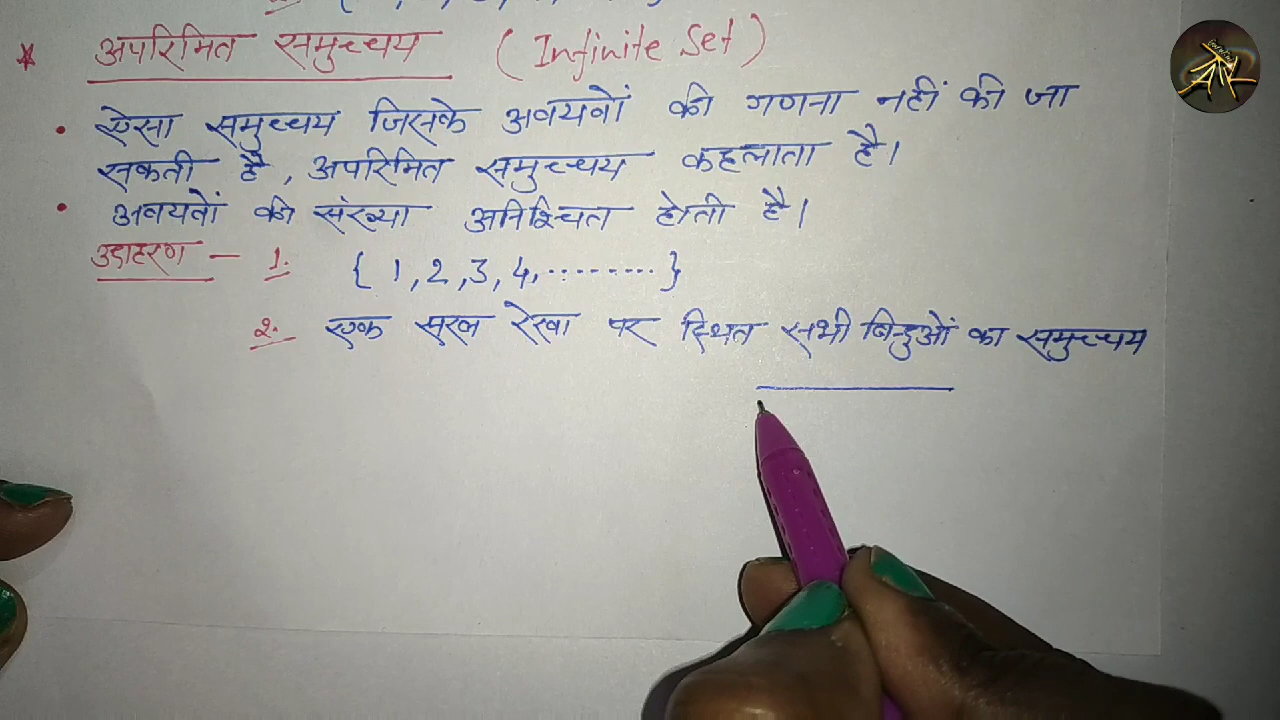 * अपरिमित समुच्चय (Infinite Set)
• ऐसा समुच्चय जिसके अवयवों की गणना नहीं की जा
सकती है, अपरिमित समुच्चय कहलाता है।
• अवयवों की संख्या अनिश्चित होती है।
उदाहरण — 1. { 1, 2, 3, 4, ......... }
2. एक सरल रेखा पर स्थित सभी बिन्दुओं का समुच्चय